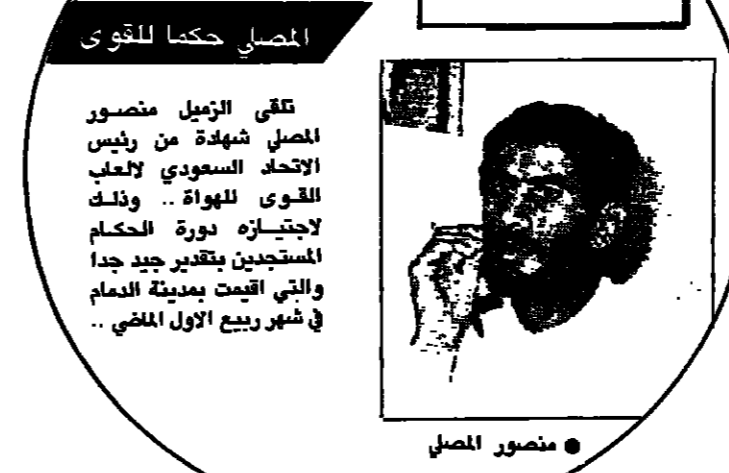 المصلي حكما للقوى
تلقى الزميل منصور
المصلي شهادة من رئيس
الاتحاد السعودي لالعاب
القوى للهواة .. وذلك
لاجتيازه دورة الحكام
المستجدين بتقدير جيد جدا
والتي اقيمت بمدينة الدمام
في شهر ربيع الاول الماضي ..
● منصور المصلي